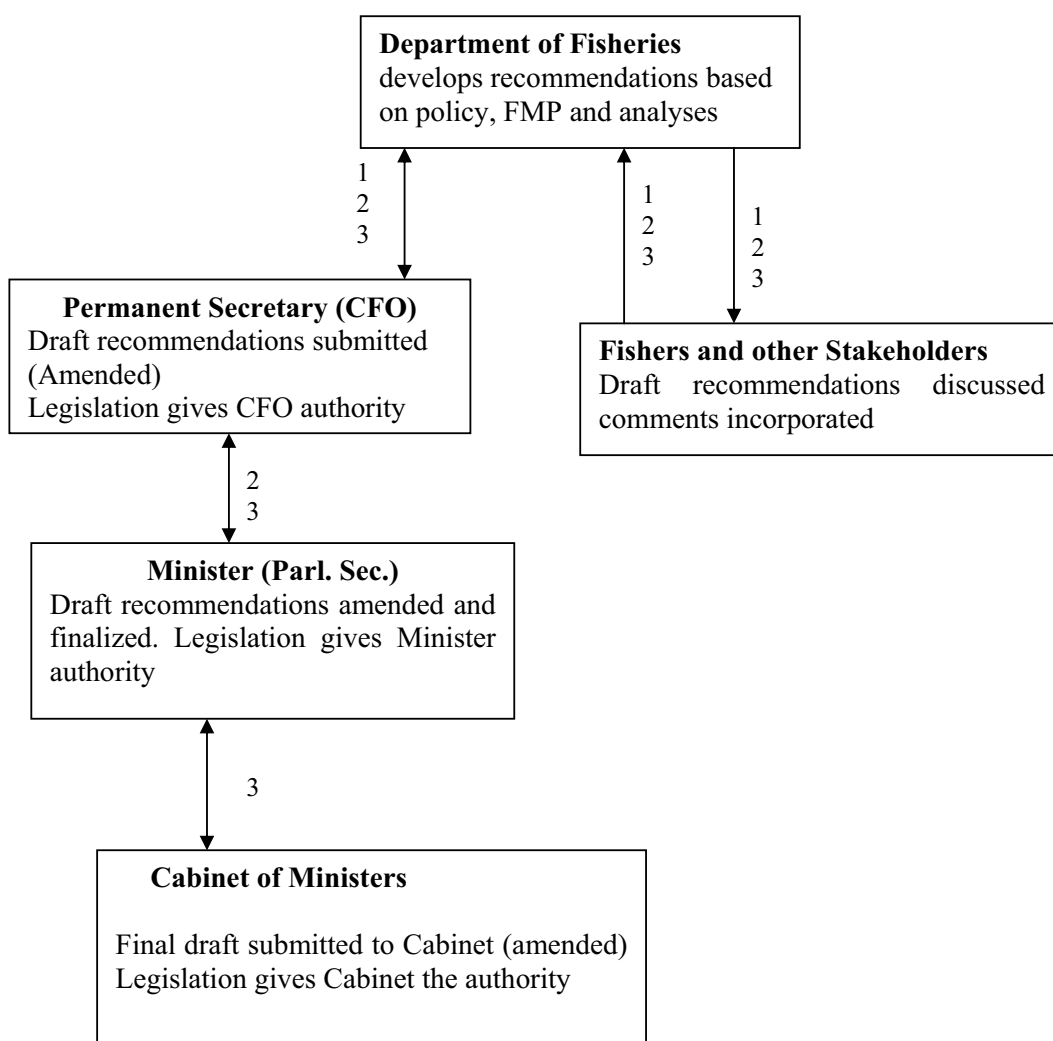 Department of Fisheries
develops recommendations based
on policy, FMP and analyses
1
2
3
1
2
3
1
2
3
Permanent Secretary (CFO)
Draft recommendations submitted
(Amended)
Legislation gives CFO authority
Fishers and other Stakeholders
Draft recommendations discussed
comments incorporated
2
3
Minister (Parl. Sec.)
Draft recommendations amended and
finalized. Legislation gives Minister
authority
3
Cabinet of Ministers
Final draft submitted to Cabinet (amended)
Legislation gives Cabinet the authority